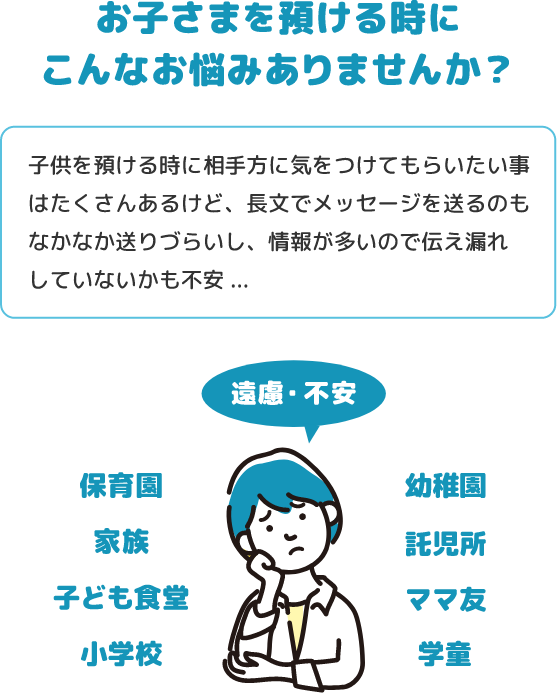 お子さまを預ける時に
こんなお悩みありませんか？
子供を預ける時に相手方に気をつけてもらいたい事
はたくさんあるけど、長文でメッセージを送るのも
なかなか送りづらいし、情報が多いので伝え漏れ
していないかも不安 ...
遠慮・不安
保育園
家族
子ども食堂
小学校
幼稚園
託児所
ママ友
学童